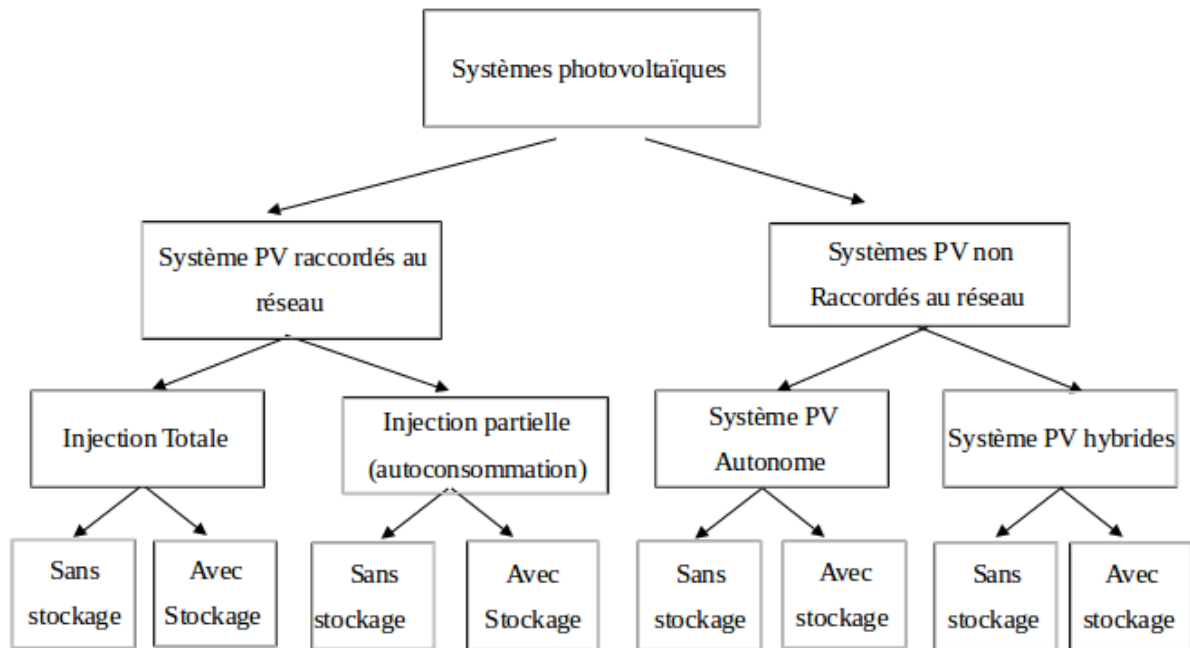 Systèmes photovoltaïques
Système PV raccordés au
réseau
Systèmes PV non
Raccordés au réseau
Injection Totale
Injection partielle
(autoconsommation)
Système PV
Autonome
Système PV hybrides
Sans
stockage
Avec
Stockage
Sans
stockage
Avec
Stockage
Sans
stockage
Avec
stockage
Sans
stockage
Avec
stockage